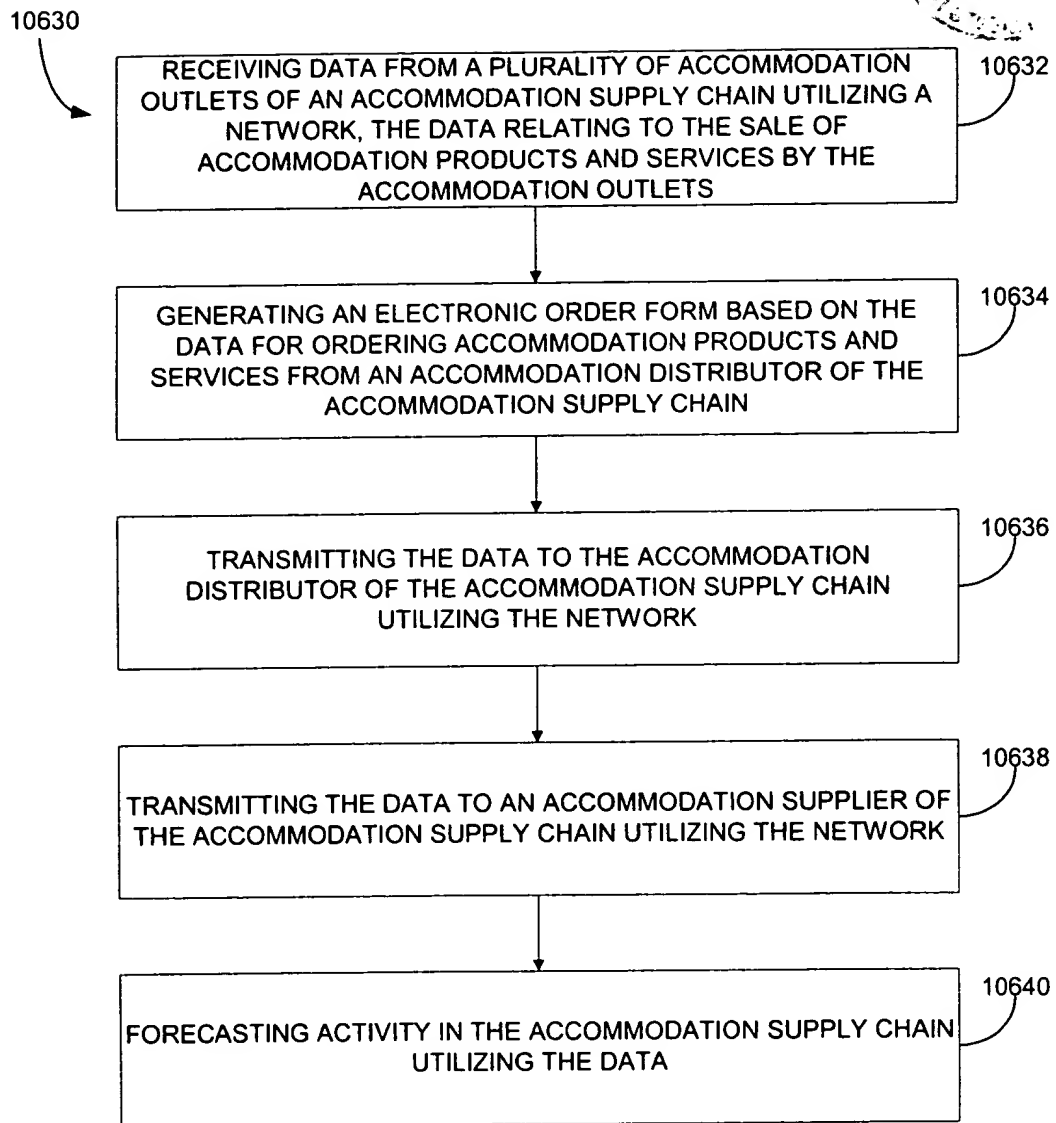 10630
RECEIVING DATA FROM A PLURALITY OF ACCOMMODATION
OUTLETS OF AN ACCOMMODATION SUPPLY CHAIN UTILIZING A
NETWORK, THE DATA RELATING TO THE SALE OF
ACCOMMODATION PRODUCTS AND SERVICES BY THE
ACCOMMODATION OUTLETS
10632
GENERATING AN ELECTRONIC ORDER FORM BASED ON THE
DATA FOR ORDERING ACCOMMODATION PRODUCTS AND
SERVICES FROM AN ACCOMMODATION DISTRIBUTOR OF THE
ACCOMMODATION SUPPLY CHAIN
10634
TRANSMITTING THE DATA TO THE ACCOMMODATION
DISTRIBUTOR OF THE ACCOMMODATION SUPPLY CHAIN
UTILIZING THE NETWORK
10636
TRANSMITTING THE DATA TO AN ACCOMMODATION SUPPLIER OF
THE ACCOMMODATION SUPPLY CHAIN UTILIZING THE NETWORK
10638
FORECASTING ACTIVITY IN THE ACCOMMODATION SUPPLY CHAIN
UTILIZING THE DATA
10640